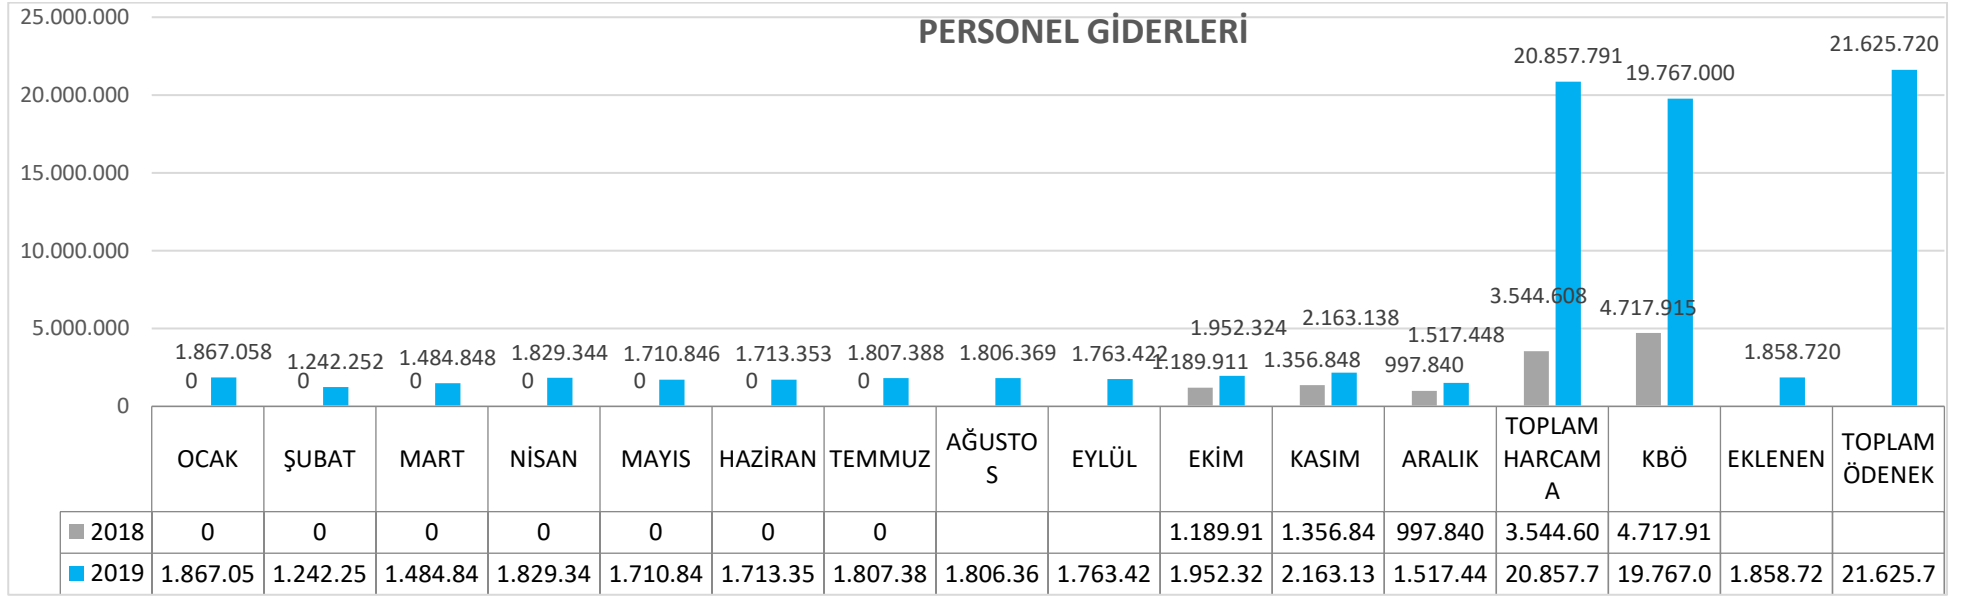 PERSONEL GİDERLERİ
25.000.000
20.000.000
15.000.000
10.000.000
5.000.000
0
0 1.867.058
0 1.242.252
0 1.484.848
0 1.829.344
0 1.710.846
0 1.713.353
0 1.807.388
1.806.369
1.763.422
1.189.911 1.952.324
1.356.848 2.163.138
997.840 1.517.448
3.544.608 20.857.791
4.717.915 19.767.000
1.858.720
21.625.720
OCAK ŞUBAT MART NİSAN MAYIS HAZİRAN TEMMUZ AĞUSTO
S EYLÜL EKİM KASIM ARALIK TOPLAM
HARCAM
A KBÖ EKLENEN TOPLAM
ÖDENEK
2018 0 0 0 0 0 0 0 1.189.91 1.356.84 997.840 3.544.60 4.717.91
2019 1.867.05 1.242.25 1.484.84 1.829.34 1.710.84 1.713.35 1.807.38 1.806.36 1.763.42 1.952.32 2.163.13 1.517.44 20.857.7 19.767.0 1.858.72 21.625.7